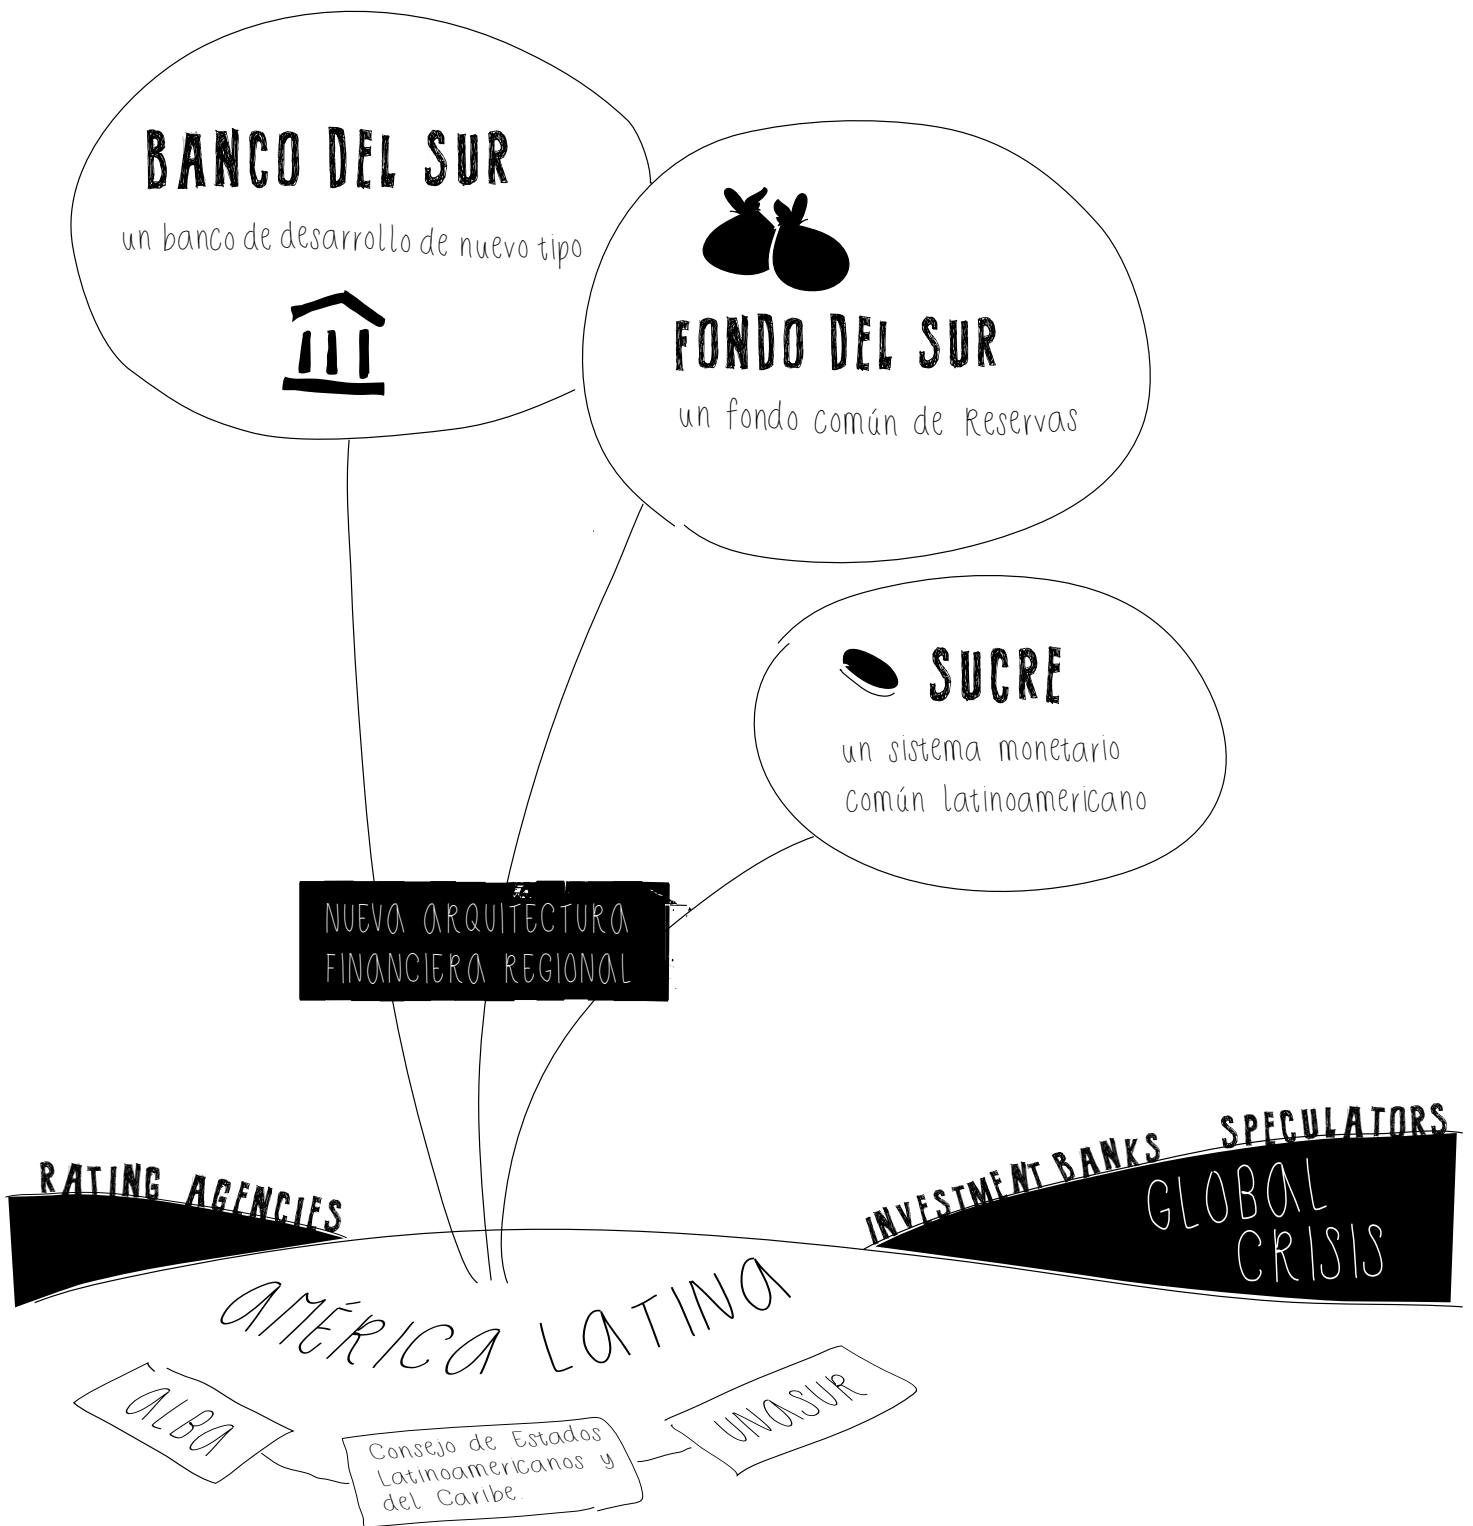 BANCO DEL SUR
un banco de desarrollo de nuevo tipo
FONDO DEL SUR
un fondo común de Reservas
SUCRE
un sistema monetario
común latinoamericano
NUEVA ARQUITECTURA
FINANCIERA REGIONAL
RATING AGENCIES
INVESTMENT BANKS
SPECULATORS
GLOBAL
CRISIS
AMÉRICA LATINA
ALBA
Consejo de Estados
Latinoamericanos y
del Caribe.
UNASUR